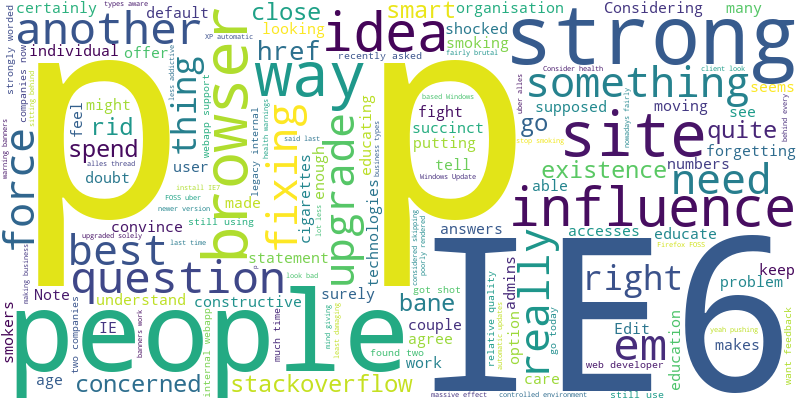 types aware
certainly
default
close
smart
organisation
Considering
many
another
XP automatic
looking
idea
shocked
strong
strongly worded
individual
offer
href
smoking
recently asked
fairly brutal
seems
companies now
sitting behind
thing
less addictive
browser
way
something
Consider health
client look
p
p
might
feel
rid
spend
doubt
webapp support
fixing
health warnings
said last
based Windows
fight
succinct
putting
tell
uber alles
supposed
moving
see
site
quite
nowadays fairly
behind every
stop smoking
go
forgetting
warning banners
force
alles thread
user
legacy internal
cigarettes
enough
lot less
educating
business types
Windows Update
existence
numbers
need
able
install IE7
FOSS uber
newer version
made
upgrade
technologies
influence
convince
still using
upgraded solely
last time
statement
considered skipping
poorly rendered
answers
accesses
educate
Firefox FOSS
making business
best
question
look bad
surely
really
right
problem
keep
Note
understand
constructive
bane
got shot
admins
relative quality
automatic updates
option
go today
IE6
smokers
two companies
IE
banners work
internal webapp
much time
mind giving
least damaging
couple
agree
found two
work
Edit
em
web developer
education
makes
yeah pushing
want feedback
people
age
concerned
stackoverflow
massive effect
controlled environment
care
still use